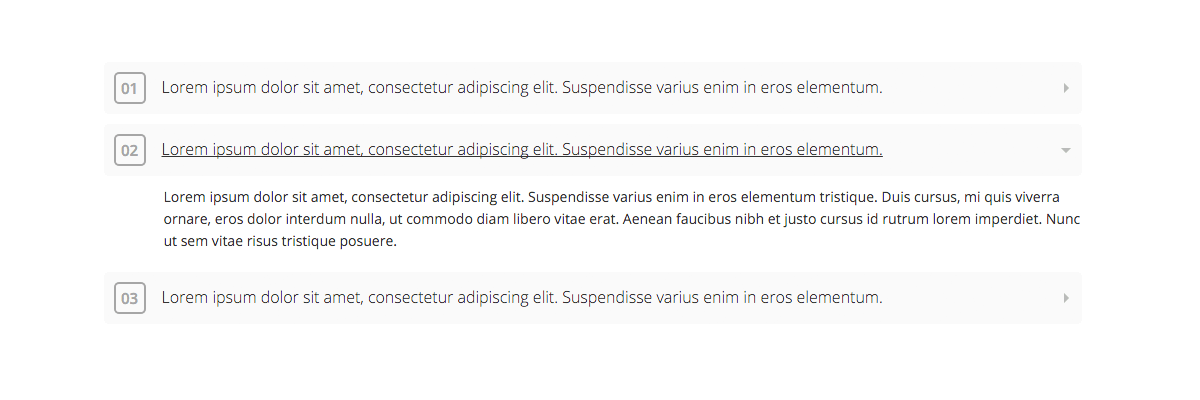 01 Lorem ipsum dolor sit amet, consectetur adipiscing elit. Suspendisse varius enim in eros elementum.
02 Lorem ipsum dolor sit amet, consectetur adipiscing elit. Suspendisse varius enim in eros elementum.
Lorem ipsum dolor sit amet, consectetur adipiscing elit. Suspendisse varius enim in eros elementum tristique. Duis cursus, mi quis viverra
ornare, eros dolor interdum nulla, ut commodo diam libero vitae erat. Aenean faucibus nibh et justo cursus id rutrum lorem imperdiet. Nunc
ut sem vitae risus tristique posuere.
03 Lorem ipsum dolor sit amet, consectetur adipiscing elit. Suspendisse varius enim in eros elementum.